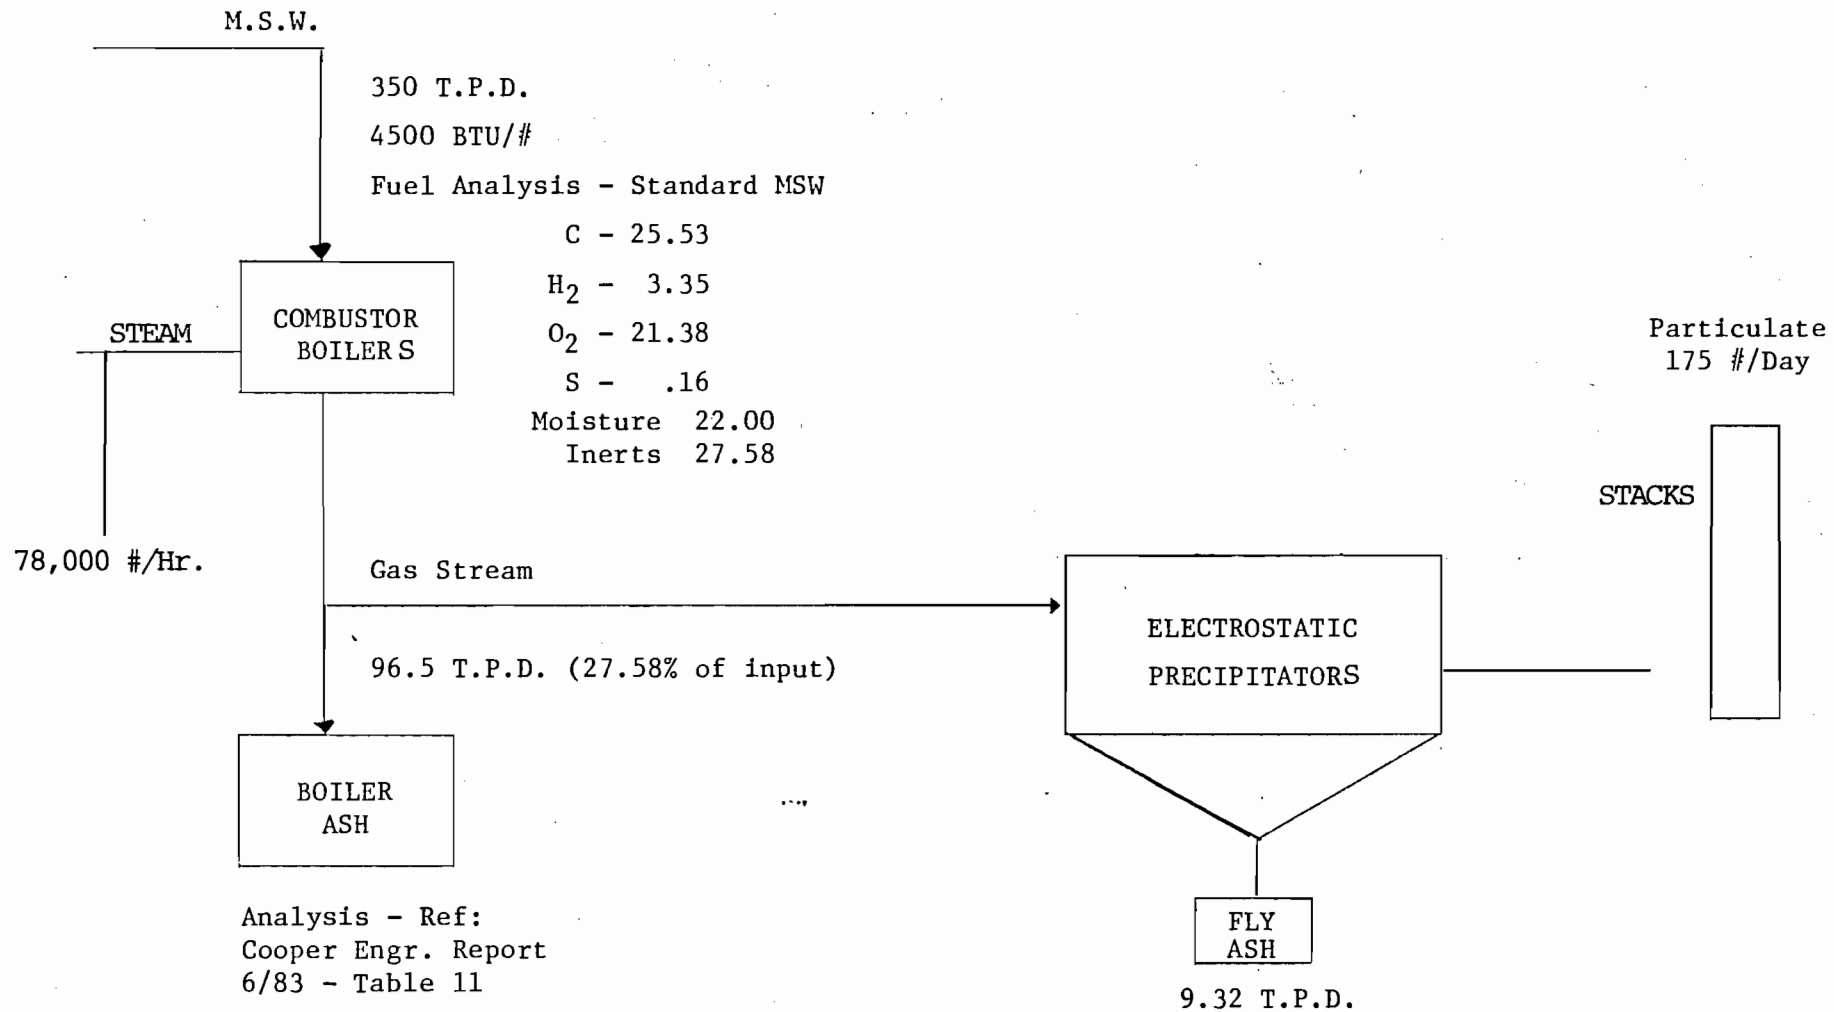 M.S.W.
350 T.P.D.
4500 BTU/#
Fuel Analysis - Standard MSW
C - 25.53
H2 - 3.35
O2 - 21.38
S - .16
Moisture 22.00
Inerts 27.58
COMBUSTOR
BOILERS
STEAM
78,000 #/Hr.
Gas Stream
96.5 T.P.D. (27.58% of input)
BOILER
ASH
Analysis - Ref:
Cooper Engr. Report
6/83 - Table 11
ELECTROSTATIC
PRECIPITATORS
FLY
ASH
9.32 T.P.D.
Particulate
175 #/Day
STACKS